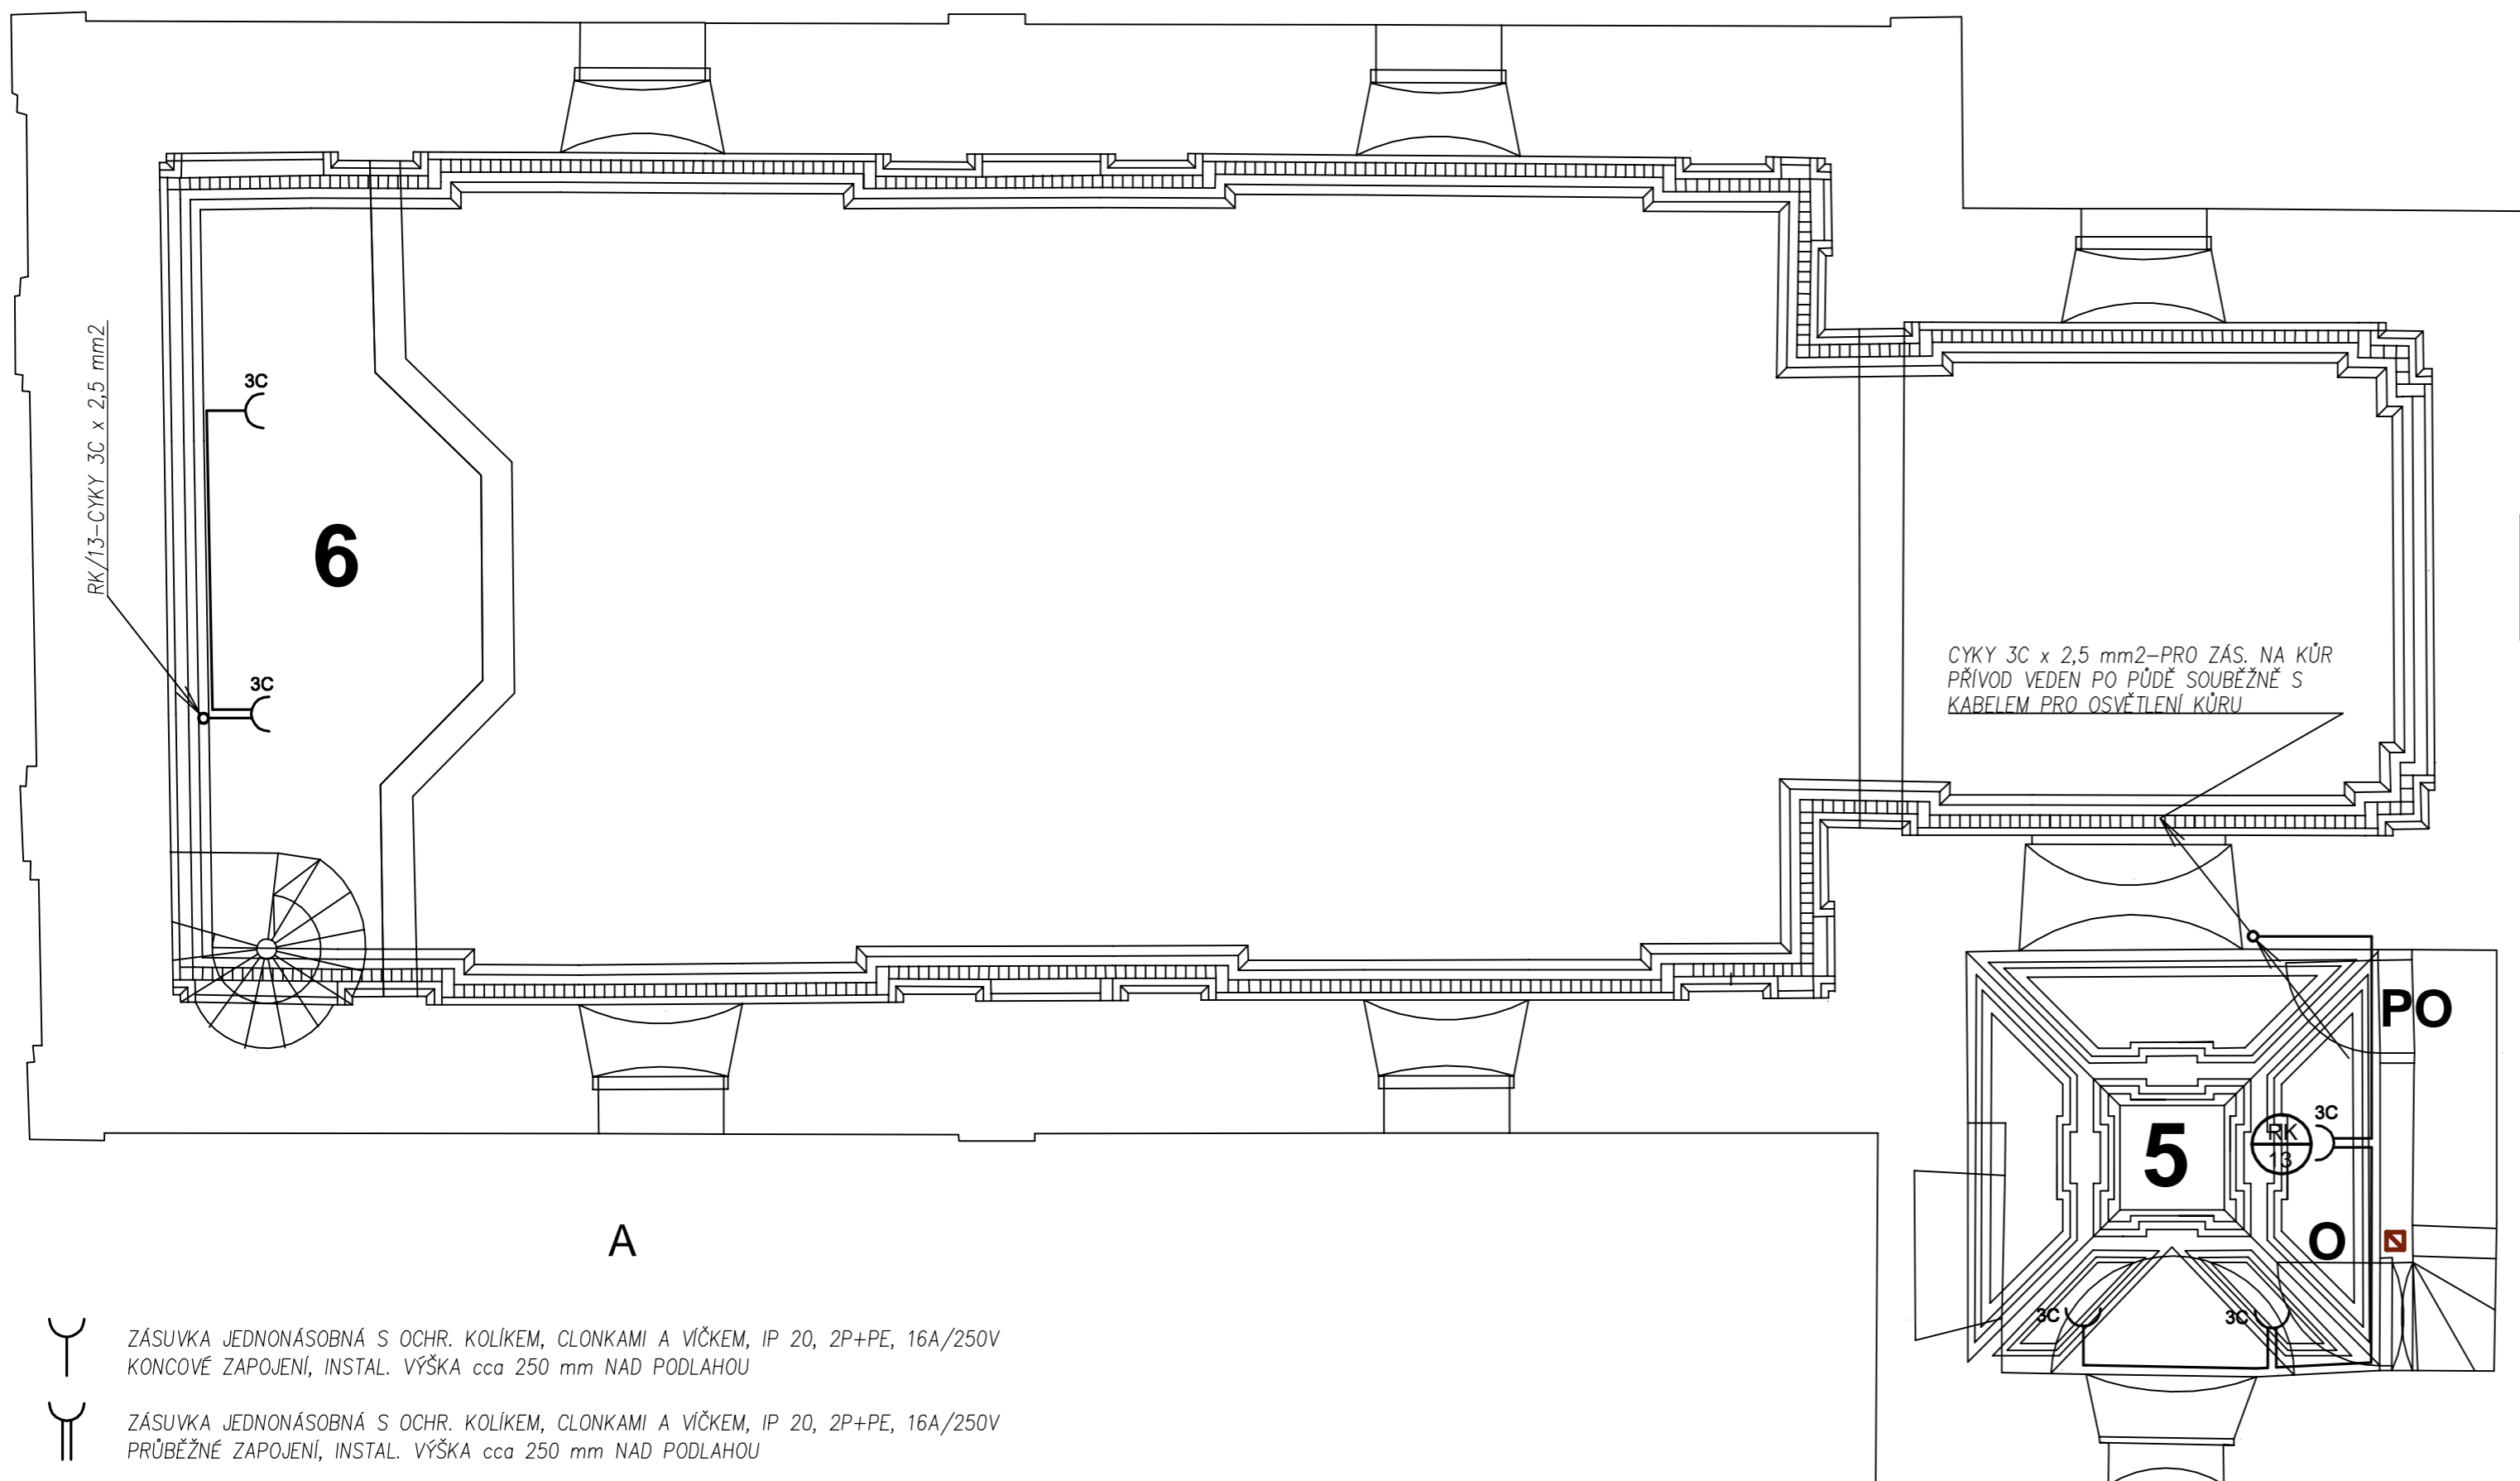 RK/13-CYKY 3C x 2,5 mm2
3C
6
3C
CYKY 3C x 2,5 mm2-PRO ZÁS. NA KŮR
PŘÍVOD VEDEN PO PŮDĚ SOUBĚŽNĚ S
KABELEM PRO OSVĚTLENÍ KŮRU
PO
3C
RK
13
5
O
3C
3C
A
ZÁSUVKA JEDNONÁSOBNÁ S OCHR. KOLÍKEM, CLONKAMI A VÍČKEM, IP 20, 2P+PE, 16A/250V
KONCOVÉ ZAPOJENÍ, INSTAL. VÝŠKA cca 250 mm NAD PODLAHOU
ZÁSUVKA JEDNONÁSOBNÁ S OCHR. KOLÍKEM, CLONKAMI A VÍČKEM, IP 20, 2P+PE, 16A/250V
PRŮBĚŽNÉ ZAPOJENÍ, INSTAL. VÝŠKA cca 250 mm NAD PODLAHOU